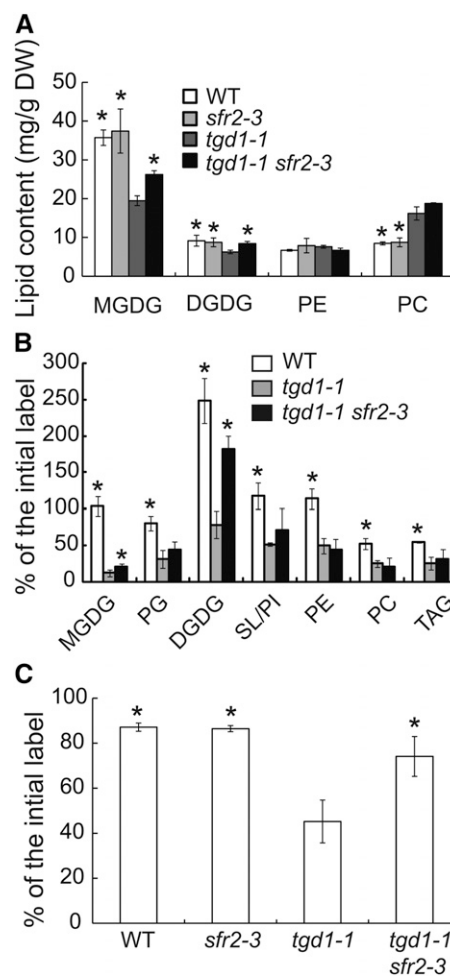 A
Lipid content (mg/g DW)
50
40
30
20
10
0
WT
sfr2-3
tgd1-1
tgd1-1 sfr2-3
* * *
* * *
* *
MGDG DGDG PE PC
B
% of the intial label
300
250
200
150
100
50
0
WT
tgd1-1
tgd1-1 sfr2-3
* *
*
* *
*
*
*
*
MGDG PG DGDG SL/PI PE PC TAG
C
% of the intial label
100
80
60
40
20
0
* * *
WT sfr2-3 tgd1-1 tgd1-1
sfr2-3